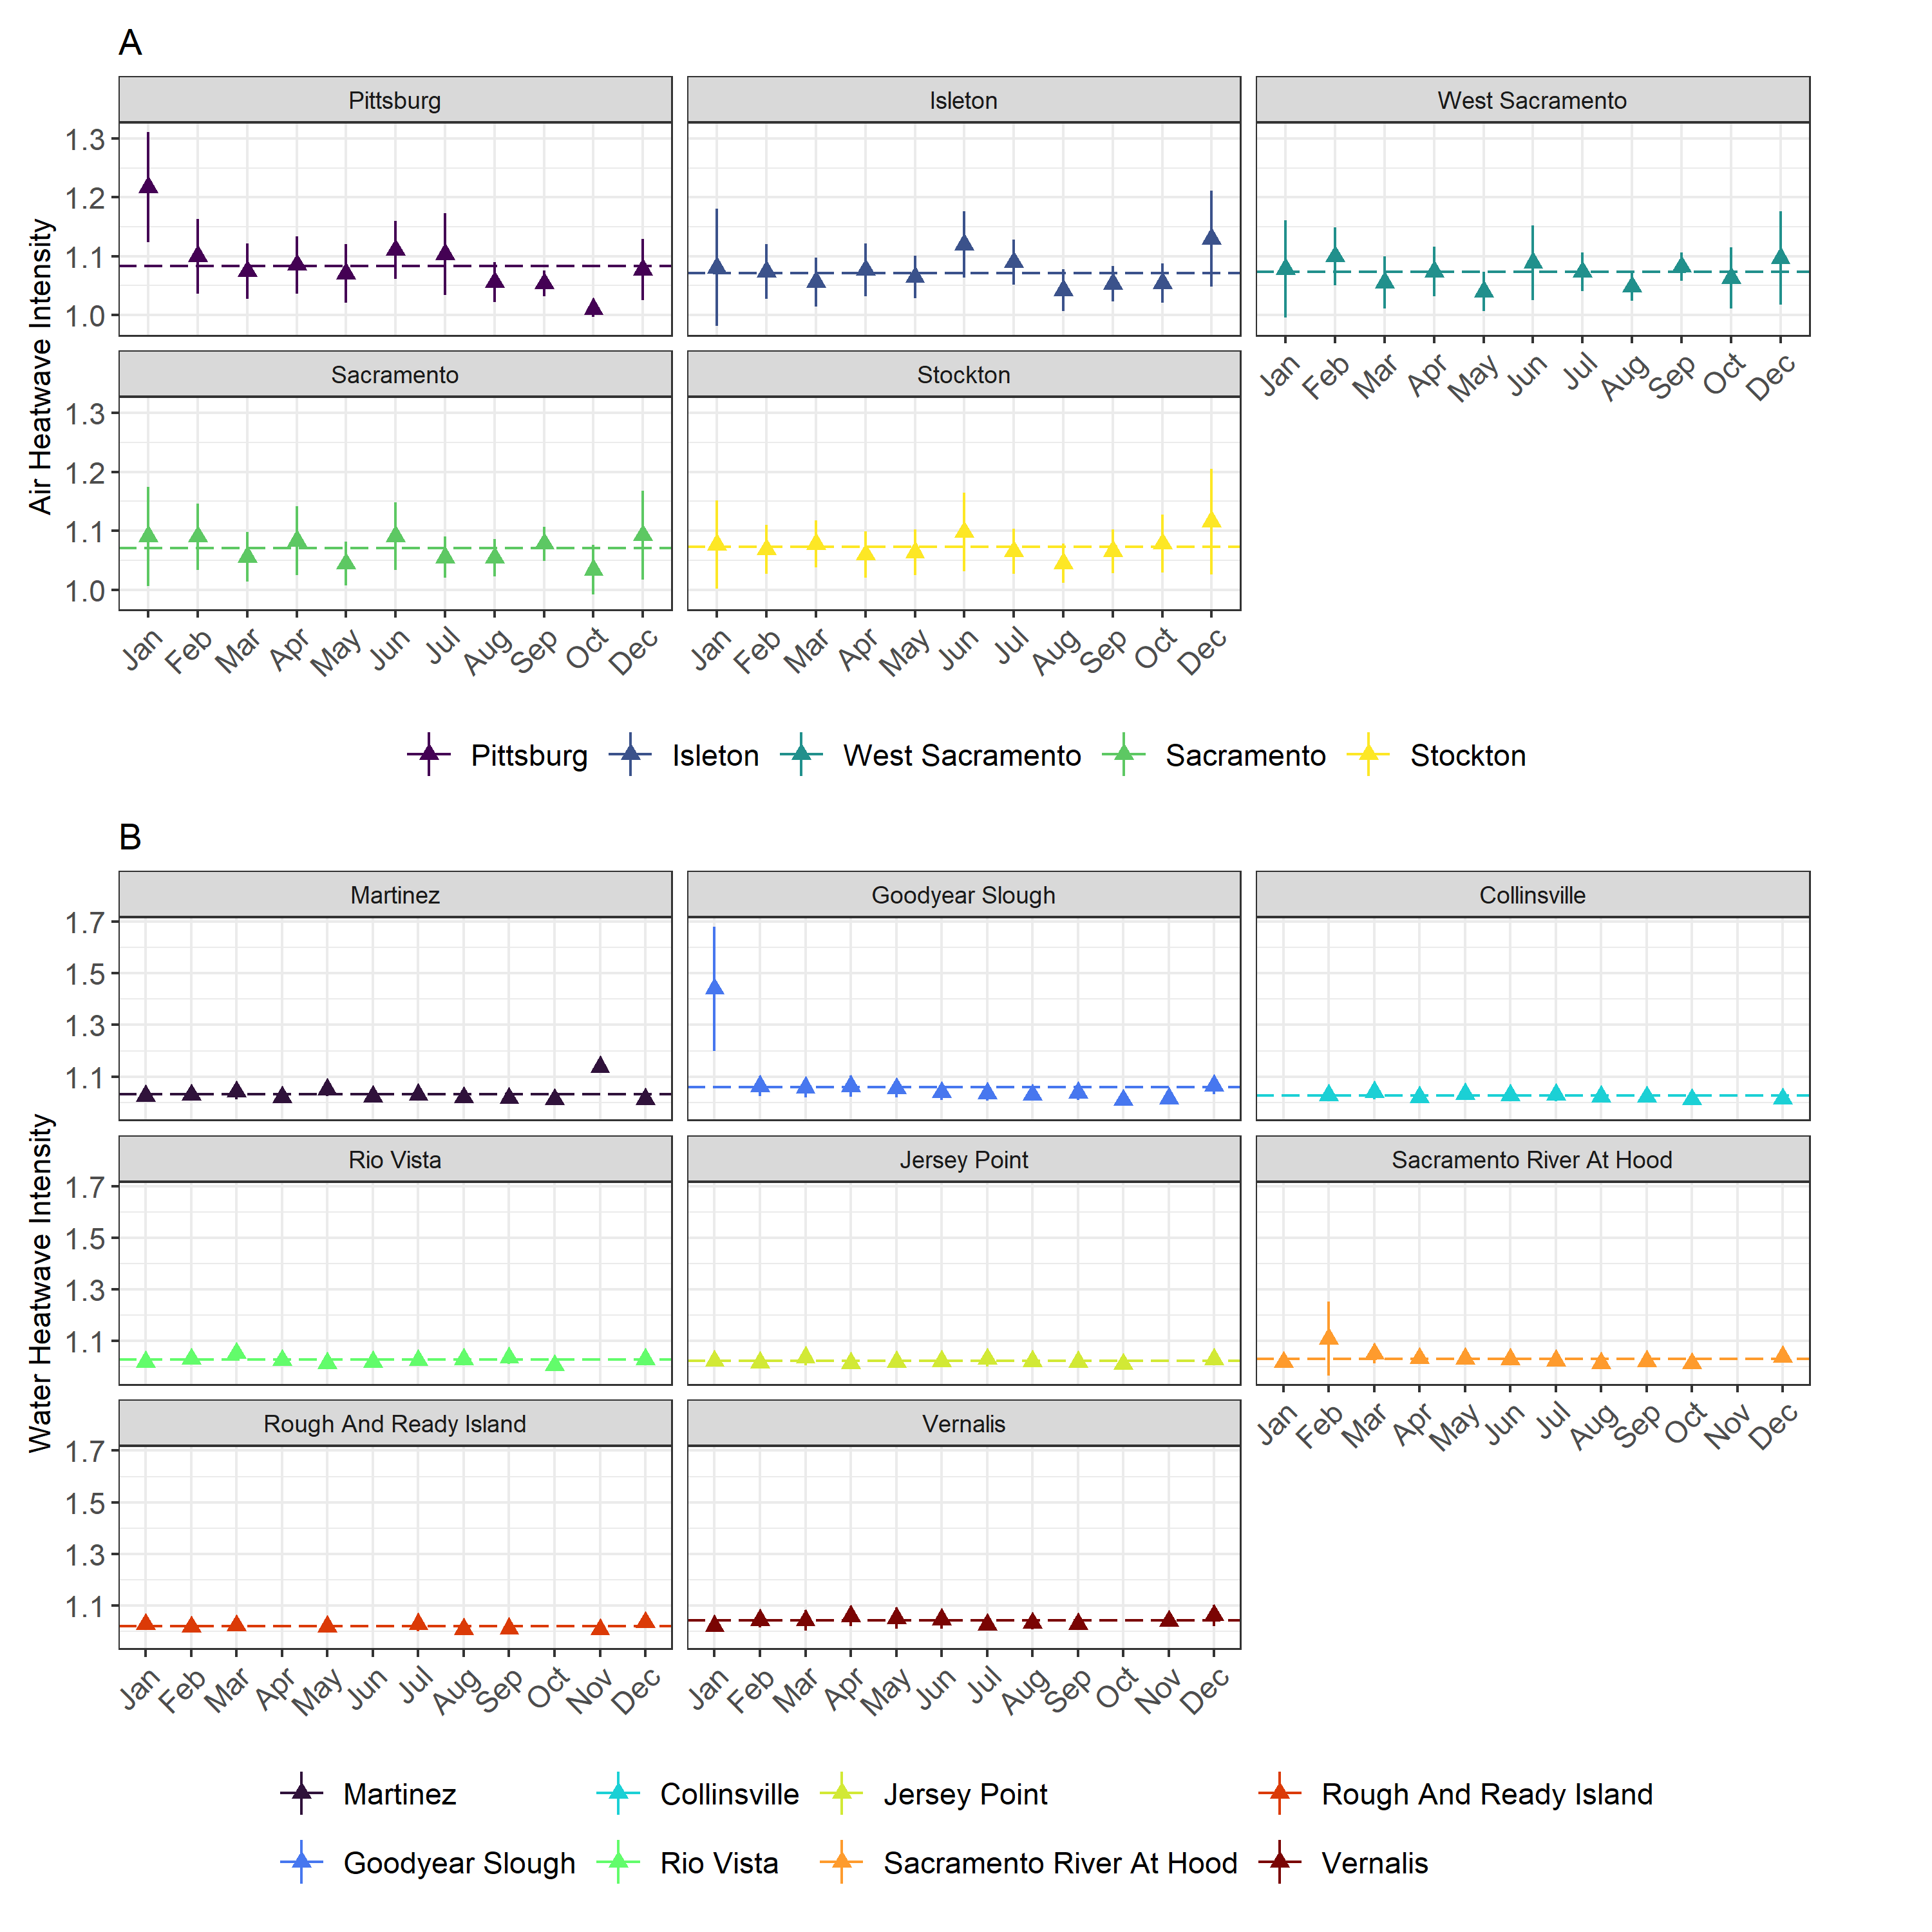 A
Pittsburg
Isleton
West Sacramento
Air Heatwave Intensity
1.3
1.2
1.1
1.0
Jan
Feb
Mar
Apr
May
Jun
Jul
Aug
Sep
Oct
Dec
Sacramento
Stockton
1.3
1.2
1.1
1.0
Jan
Feb
Mar
Apr
May
Jun
Jul
Aug
Sep
Oct
Dec
Jan
Feb
Mar
Apr
May
Jun
Jul
Aug
Sep
Oct
Dec
Pittsburg
Isleton
West Sacramento
Sacramento
Stockton
B
Martinez
Goodyear Slough
Collinsville
Water Heatwave Intensity
1.7
1.5
1.3
1.1
Rio Vista
Jersey Point
Sacramento River At Hood
1.7
1.5
1.3
1.1
Jan
Feb
Mar
Apr
May
Jun
Jul
Aug
Sep
Oct
Nov
Dec
Rough And Ready Island
Vernalis
1.7
1.5
1.3
1.1
Jan
Feb
Mar
Apr
May
Jun
Jul
Aug
Sep
Oct
Nov
Dec
Jan
Feb
Mar
Apr
May
Jun
Jul
Aug
Sep
Oct
Nov
Dec
Martinez
Collinsville
Jersey Point
Rough And Ready Island
Goodyear Slough
Rio Vista
Sacramento River At Hood
Vernalis